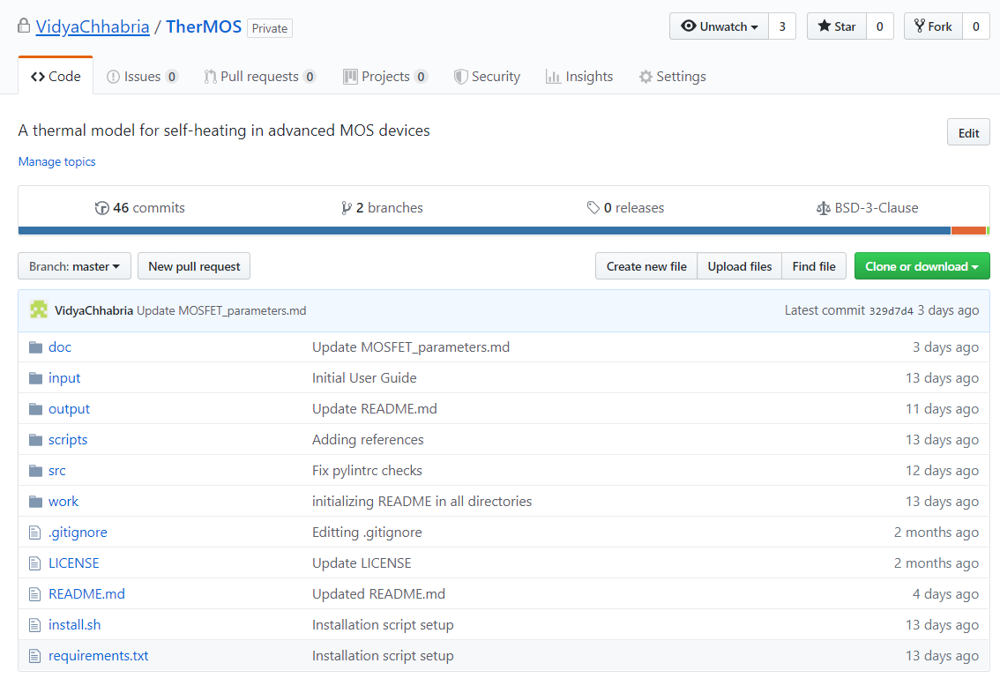 VidyaChhabria / TherMOS Private Unwatch 3 Star 0 Fork 0
Code Issues 0 Pull requests 0 Projects 0 Security Insights Settings
A thermal model for self-heating in advanced MOS devices Edit
Manage topics
46 commits 2 branches 0 releases BSD-3-Clause
Branch: master New pull request Create new file Upload files Find file Clone or download
VidyaChhabria Update MOSFET_parameters.md Latest commit 329d7d4 3 days ago
doc Update MOSFET_parameters.md 3 days ago
input Initial User Guide 13 days ago
output Update README.md 11 days ago
scripts Adding references 13 days ago
src Fix pylintrc checks 12 days ago
work initializing README in all directories 13 days ago
.gitignore Editting .gitignore 2 months ago
LICENSE Update LICENSE 2 months ago
README.md Updated README.md 4 days ago
install.sh Installation script setup 13 days ago
requirements.txt Installation script setup 13 days ago